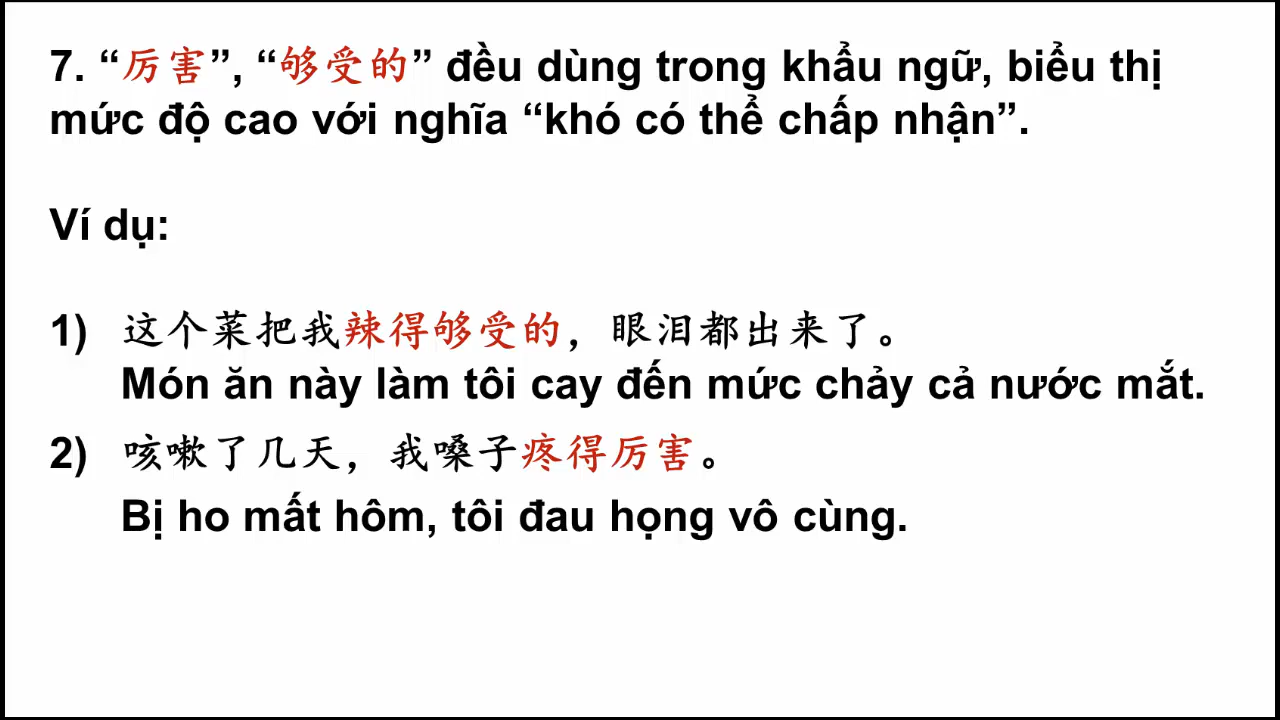 7. “厉害”, “够受的” đều dùng trong khẩu ngữ, biểu thị
mức độ cao với nghĩa “khó có thể chấp nhận”.
Ví dụ:
1) 这个菜把我辣得够受的，眼泪都出来了。
Món ăn này làm tôi cay đến mức chảy cả nước mắt.
2) 咳嗽了几天，我嗓子疼得厉害。
Bị ho mất hôm, tôi đau họng vô cùng.